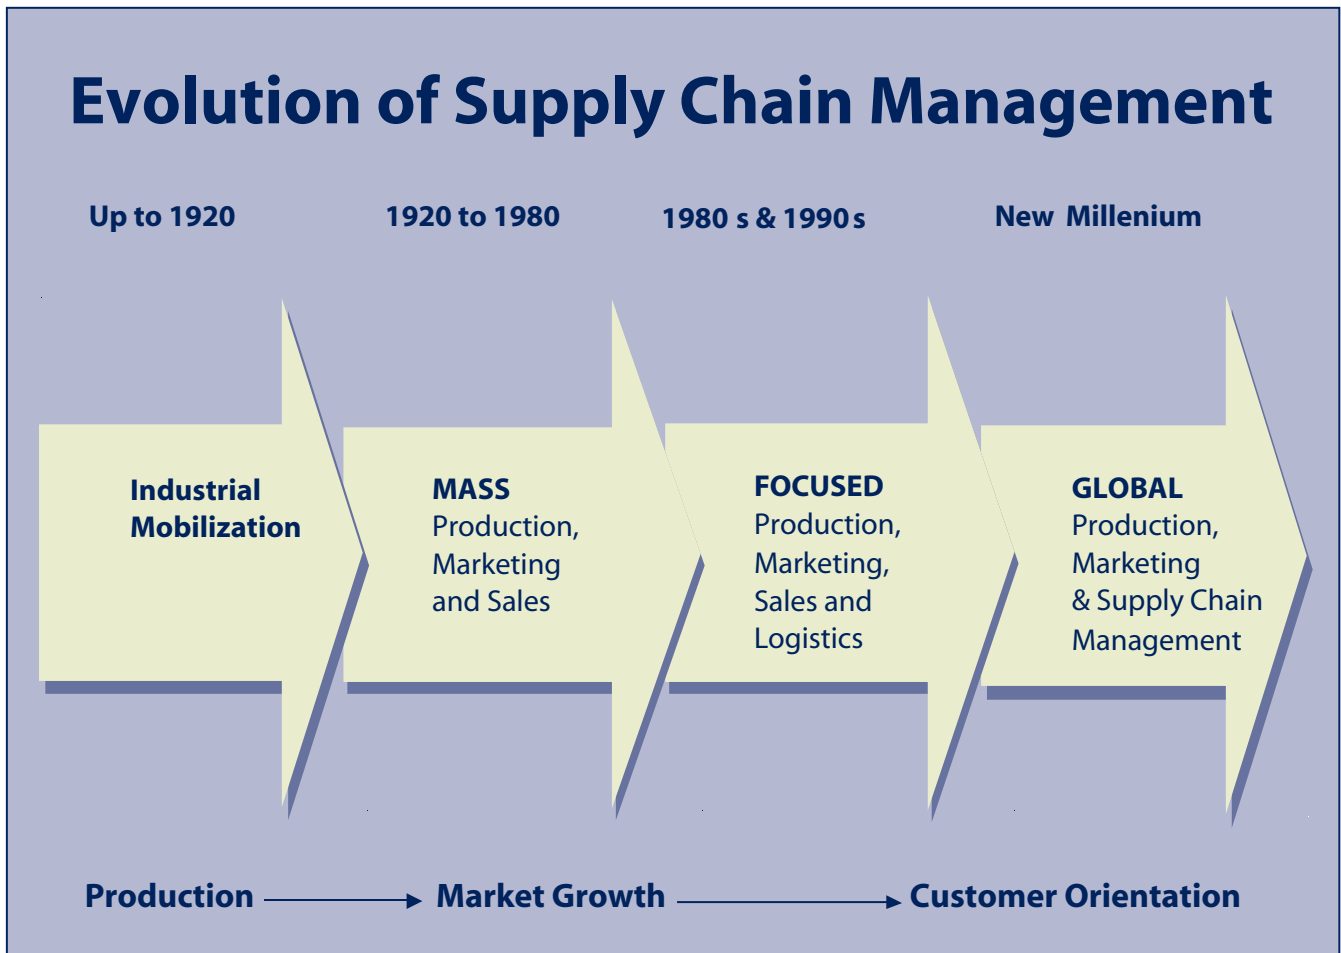 Evolution of Supply Chain Management
Up to 1920
1920 to 1980
1980 s & 1990 s
New Millenium
Industrial
Mobilization
MASS
Production,
Marketing
and Sales
FOCUSED
Production,
Marketing,
Sales and
Logistics
GLOBAL
Production,
Marketing
& Supply Chain
Management
Production
Market Growth
Customer Orientation